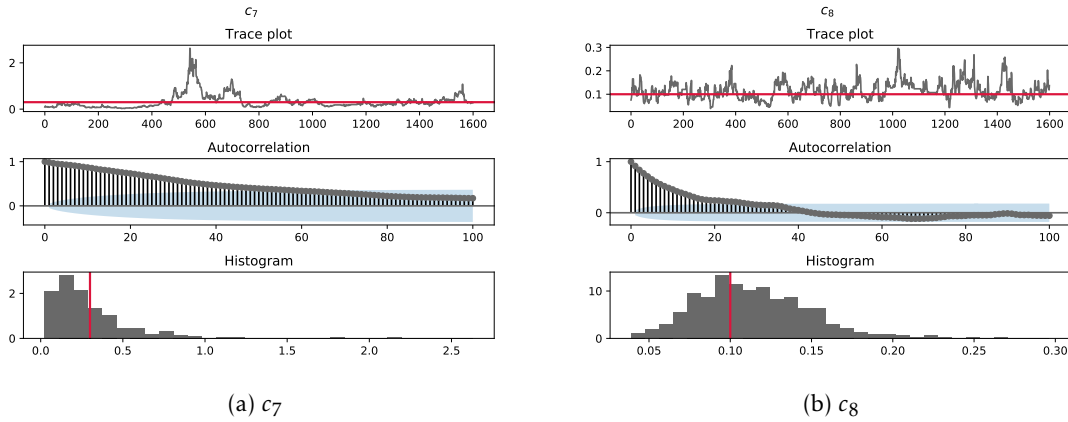 c7
Trace plot
2
0
0 200 400 600 800 1000 1200 1400 1600
Autocorrelation
1
0
0 20 40 60 80 100
Histogram
2
0
0.0 0.5 1.0 1.5 2.0 2.5
(a) c7
c8
Trace plot
0.3
0.2
0.1
0 200 400 600 800 1000 1200 1400 1600
Autocorrelation
1
0
0 20 40 60 80 100
Histogram
10
0
0.05 0.10 0.15 0.20 0.25 0.30
(b) c8